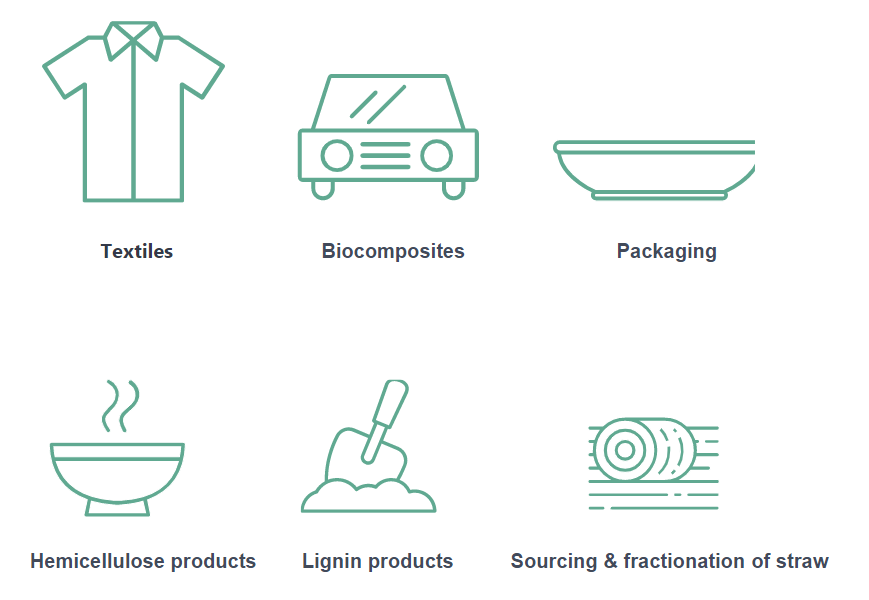 Textiles
Biocomposites
Packaging
Hemicellulose products
Lignin products
Sourcing & fractionation of straw